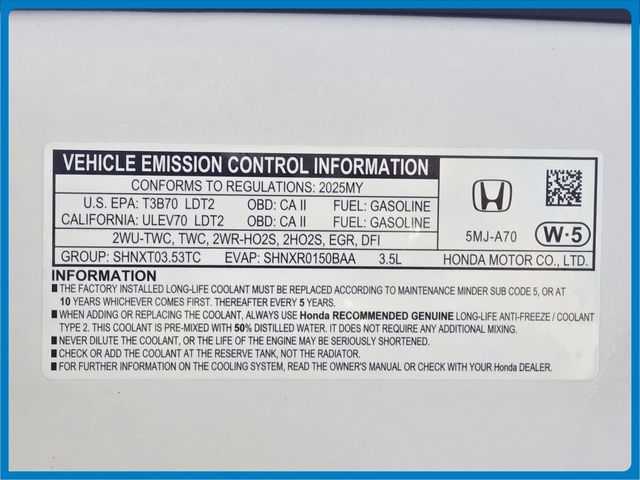 VEHICLE EMISSION CONTROL INFORMATION
CONFORMS TO REGULATIONS: 2025MY
U.S. EPA: T3B70 LDT2 OBD: CA II FUEL: GASOLINE
CALIFORNIA: ULEV70 LDT2 OBD: CA II FUEL: GASOLINE
2WU-TWC, TWC, 2WR-HO2S, 2HO2S, EGR, DFI
5MJ-A70 W·5
GROUP: SHNXT03.53TC EVAP: SHNXR0150BAA 3.5L HONDA MOTOR CO., LTD.
INFORMATION
■ THE FACTORY INSTALLED LONG-LIFE COOLANT MUST BE REPLACED ACCORDING TO MAINTENANCE MINDER SUB CODE 5, OR AT
10 YEARS WHICHEVER COMES FIRST. THEREAFTER EVERY 5 YEARS.
■ WHEN ADDING OR REPLACING THE COOLANT, ALWAYS USE Honda RECOMMENDED GENUINE LONG-LIFE ANTI-FREEZE / COOLANT
TYPE 2. THIS COOLANT IS PRE-MIXED WITH 50% DISTILLED WATER. IT DOES NOT REQUIRE ANY ADDITIONAL MIXING.
■ NEVER DILUTE THE COOLANT, OR THE LIFE OF THE ENGINE MAY BE SERIOUSLY SHORTENED.
■ CHECK OR ADD THE COOLANT AT THE RESERVE TANK, NOT THE RADIATOR.
■ FOR FURTHER INFORMATION ON THE COOLING SYSTEM, READ THE OWNER'S MANUAL OR CHECK WITH YOUR Honda DEALER.